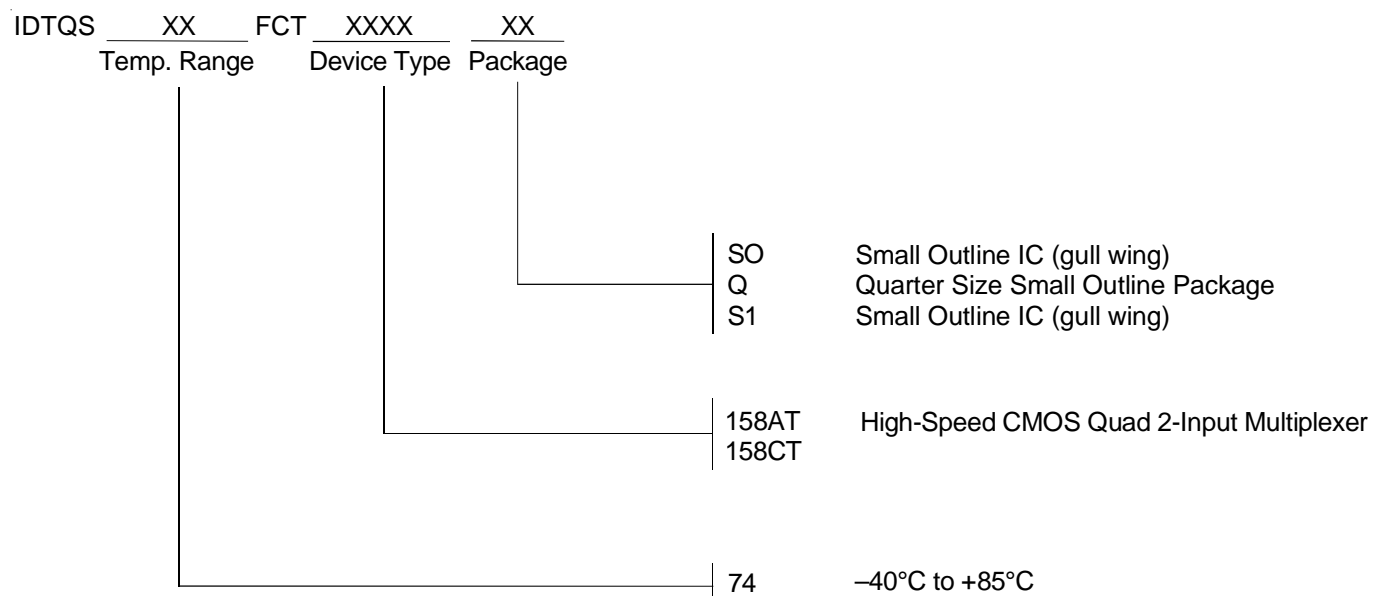 IDTQS XX FCT XXXX XX
Temp. Range Device Type Package
SO Small Outline IC (gull wing)
Q Quarter Size Small Outline Package
S1 Small Outline IC (gull wing)
158AT High-Speed CMOS Quad 2-Input Multiplexer
158CT
74 –40°C to +85°C